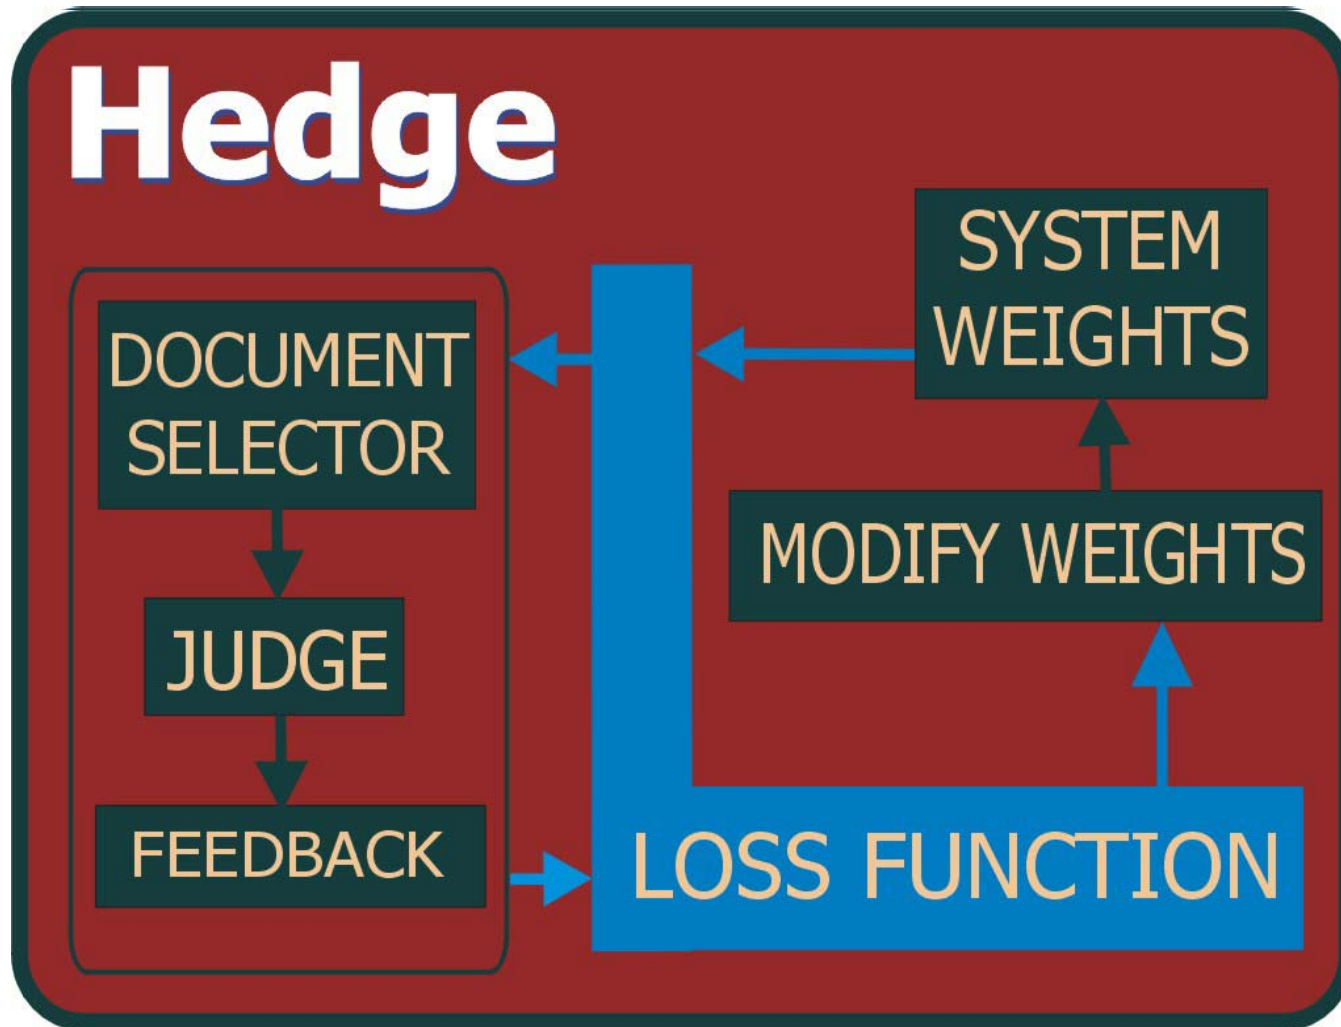 Hedge
SYSTEM
WEIGHTS
DOCUMENT
SELECTOR
MODIFY WEIGHTS
JUDGE
FEEDBACK
LOSS FUNCTION